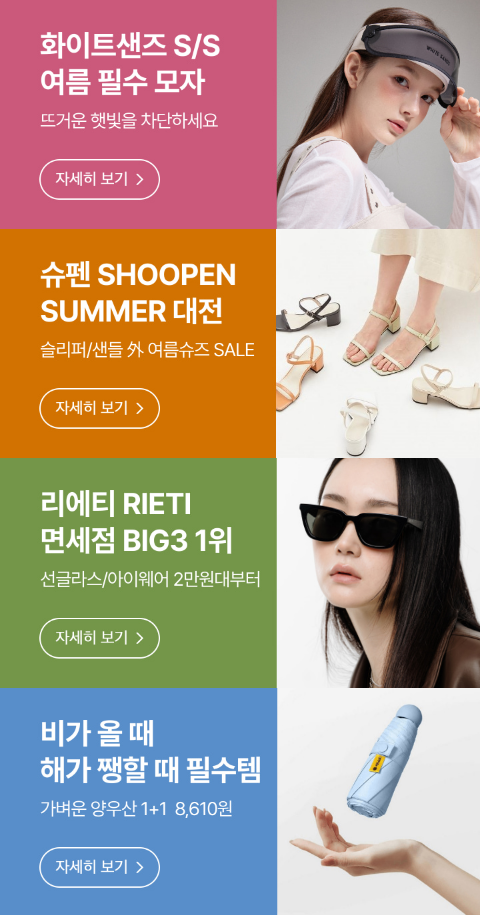 화이트샌즈 S/S
여름 필수 모자
뜨거운 햇빛을 차단하세요
자세히 보기
슈펜 SHOOPEN
SUMMER 대전
슬리퍼/샌들 外 여름슈즈 SALE
자세히 보기
리에티 RIETI
면세점 BIG3 1위
선글라스/아이웨어 2만원대부터
자세히 보기
비가 올 때
해가 쨍할 때 필수템
가벼운 양우산 1+1 8,610원
자세히 보기